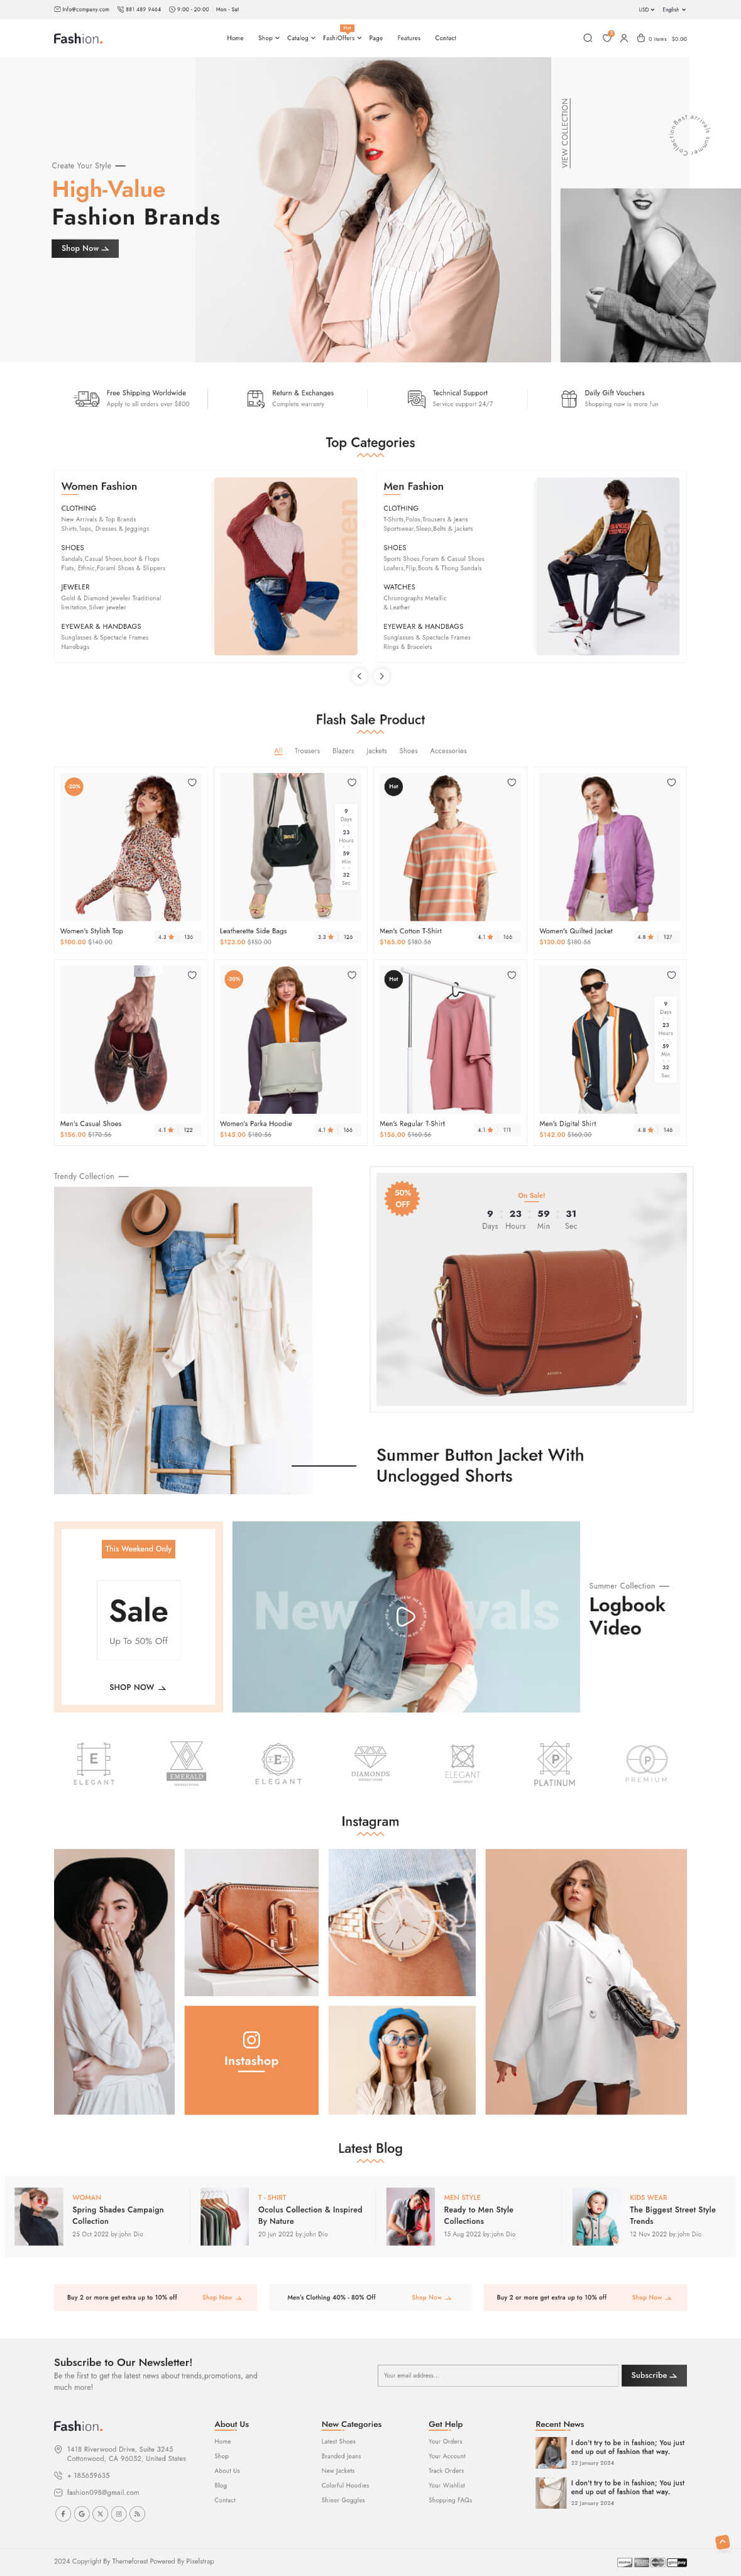 Info@company.com 881 489 9464 9:00 - 20:00 Mon - Sat USD English
Fashion. Home Shop Catalog FashiOffers Hot Page Features Contact 0 items $0.00
Create Your Style
High-Value
Fashion Brands
Shop Now
VIEW COLLECTION
Best arrivals summer Collection
Free Shipping Worldwide
Apply to all orders over $800
Return & Exchanges
Complete warranty
Technical Support
Service support 24/7
Daily Gift Vouchers
Shopping now is more fun
Top Categories
Women Fashion
CLOTHING
New Arrivals & Top Brands
Shirts,Tops, Dresses & Jeggings
SHOES
Sandals,Casual Shoes,boot & Flops
Flats, Ethnic,Foraml Shoes & Slippers
JEWELER
Gold & Diamond Jeweler Traditional
limitation,Silver jeweler
EYEWEAR & HANDBAGS
Sunglasses & Spectacle Frames
Handbags
Men Fashion
CLOTHING
T-Shirts,Polos,Trousers & Jeans
Sportswear,Sleep,Belts & Jackets
SHOES
Sports Shoes,Foram & Casual Shoes
Loafers,Flip,Boots & Thong Sandals
WATCHES
Chronographs Metallic
& Leather
EYEWEAR & HANDBAGS
Sunglasses & Spectacle Frames
Rings & Bracelets
Flash Sale Product
All Trousers Blazers Jackets Shoes Accessories
Women's Stylish Top 4.3 136
$100.00 $140.00
9
Days
23
Hours
59
Min
32
Sec
Leatherette Side Bags 3.3 126
$123.00 $150.00
Hot
Men's Cotton T-Shirt 4.1 166
$165.00 $180.56
Women's Quilted Jacket 4.8 127
$130.00 $180.56
Men's Casual Shoes 4.1 122
$156.00 $170.56
-30%
Women's Parka Hoodie 4.1 166
$145.00 $180.56
Hot
Men's Regular T-Shirt 4.1 111
$156.00 $160.56
9
Days
23
Hours
59
Min
32
Sec
Men's Digital Shirt 4.8 146
$142.00 $160.00
Trendy Collection
50%
OFF
On Sale!
9 : 23 : 59 : 31
Days Hours Min Sec
Summer Button Jacket With
Unclogged Shorts
This Weekend Only
Sale
Up To 50% Off
SHOP NOW
Summer Collection
Logbook
Video
E
ELEGANT
EMERALD
E
ELEGANT
DIAMONDS
ELEGANT
P
PLATINUM
P
PREMIUM
Instagram
Instashop
Latest Blog
WOMAN
Spring Shades Campaign
Collection
25 Oct 2022 by:john Dio
T - SHIRT
Ocolus Collection & Inspired
By Nature
20 Jun 2022 by:john Dio
MEN STYLE
Ready to Men Style
Collections
15 Aug 2022 by:john Dio
KIDS WEAR
The Biggest Street Style
Trends
12 Nov 2022 by:john Dio
Buy 2 or more get extra up to 10% off Shop Now
Men's Clothing 40% - 80% Off Shop Now
Buy 2 or more get extra up to 10% off Shop Now
Subscribe to Our Newsletter!
Be the first to get the latest news about trends,promotions, and
much more!
Your email address...
Subscribe
Fashion.
1418 Riverwood Drive, Suite 3245
Cottonwood, CA 96052, United States
+ 185659635
fashion098@gmail.com
About Us
Home
Shop
About Us
Blog
Contact
New Categories
Latest Shoes
Branded Jeans
New Jackets
Colorful Hoodies
Shiner Goggles
Get Help
Your Orders
Your Account
Track Orders
Your Wishlist
Shopping FAQs
Recent News
I don't try to be in fashion; You just
end up out of fashion that way.
22 January 2024
I don't try to be in fashion; You just
end up out of fashion that way.
22 January 2024
2024 Copyright By Themeforest Powered By Pixelstrap